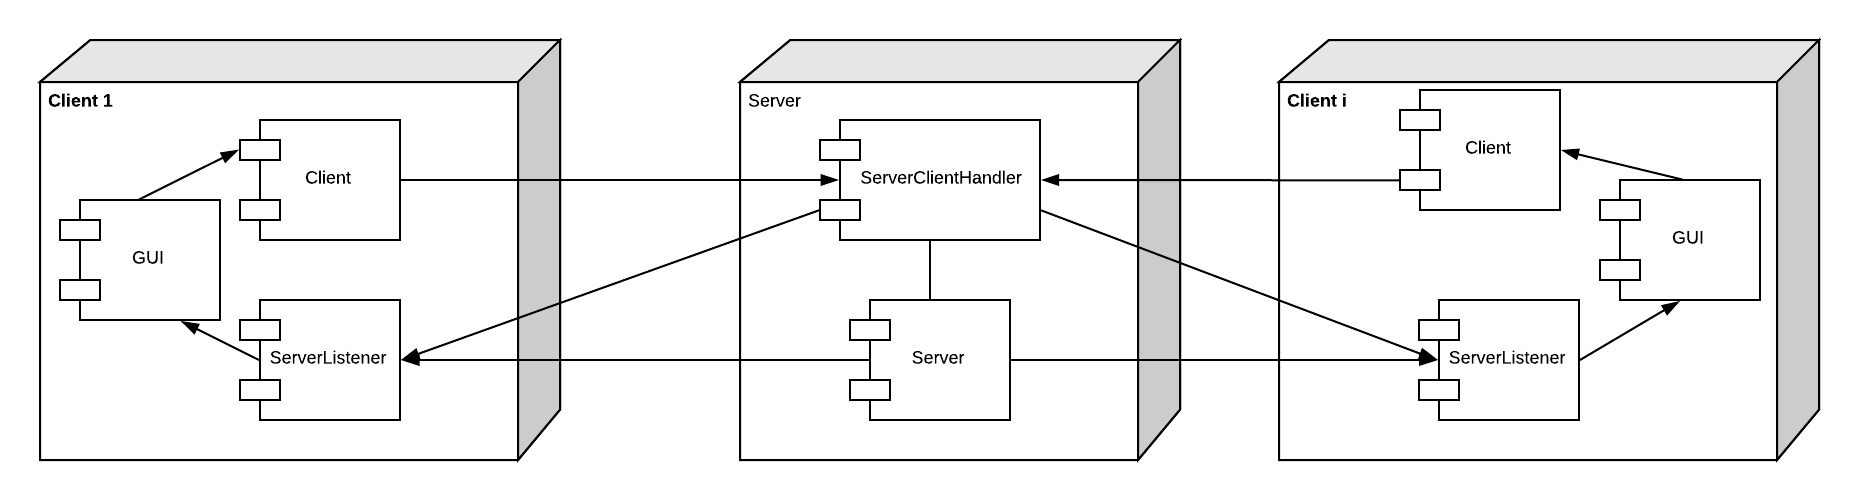 Client 1
Client
GUI
ServerListener
Server
ServerClientHandler
Server
Client i
Client
GUI
ServerListener